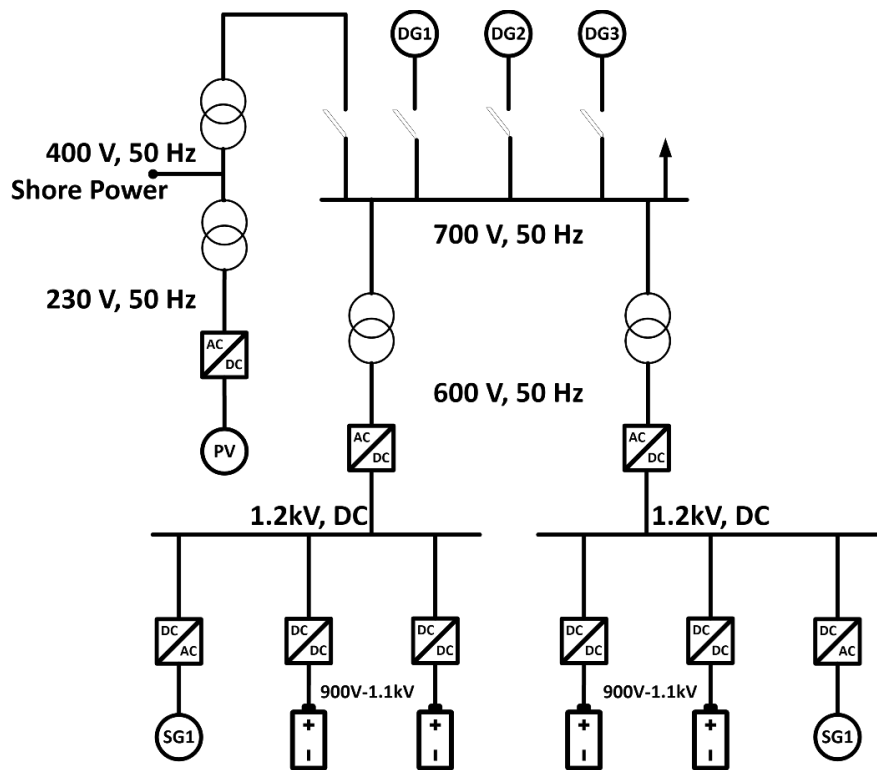 DG1
DG2
DG3
400 V, 50 Hz
Shore Power
700 V, 50 Hz
230 V, 50 Hz
AC
DC
PV
600 V, 50 Hz
AC
DC
AC
DC
1.2kV, DC
1.2kV, DC
DC
AC
DC
DC
DC
DC
DC
DC
DC
DC
DC
AC
900V-1.1kV
900V-1.1kV
SG1
+
I
+
I
+
I
+
I
SG1